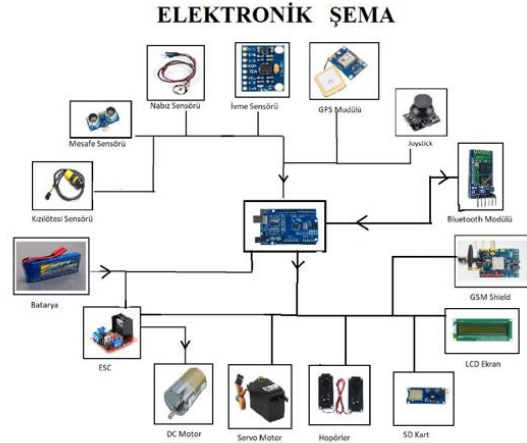 ELEKTRONİK ŞEMA
Nabız Sensörü
İvme Sensörü
GPS Modülü
Mesafe Sensörü
Joystick
Kızılötesi Sensörü
Bluetooth Modülü
Batarya
GSM Shield
ESC
LCD Ekran
DC Motor
Servo Motor
Hopörler
SD Kart